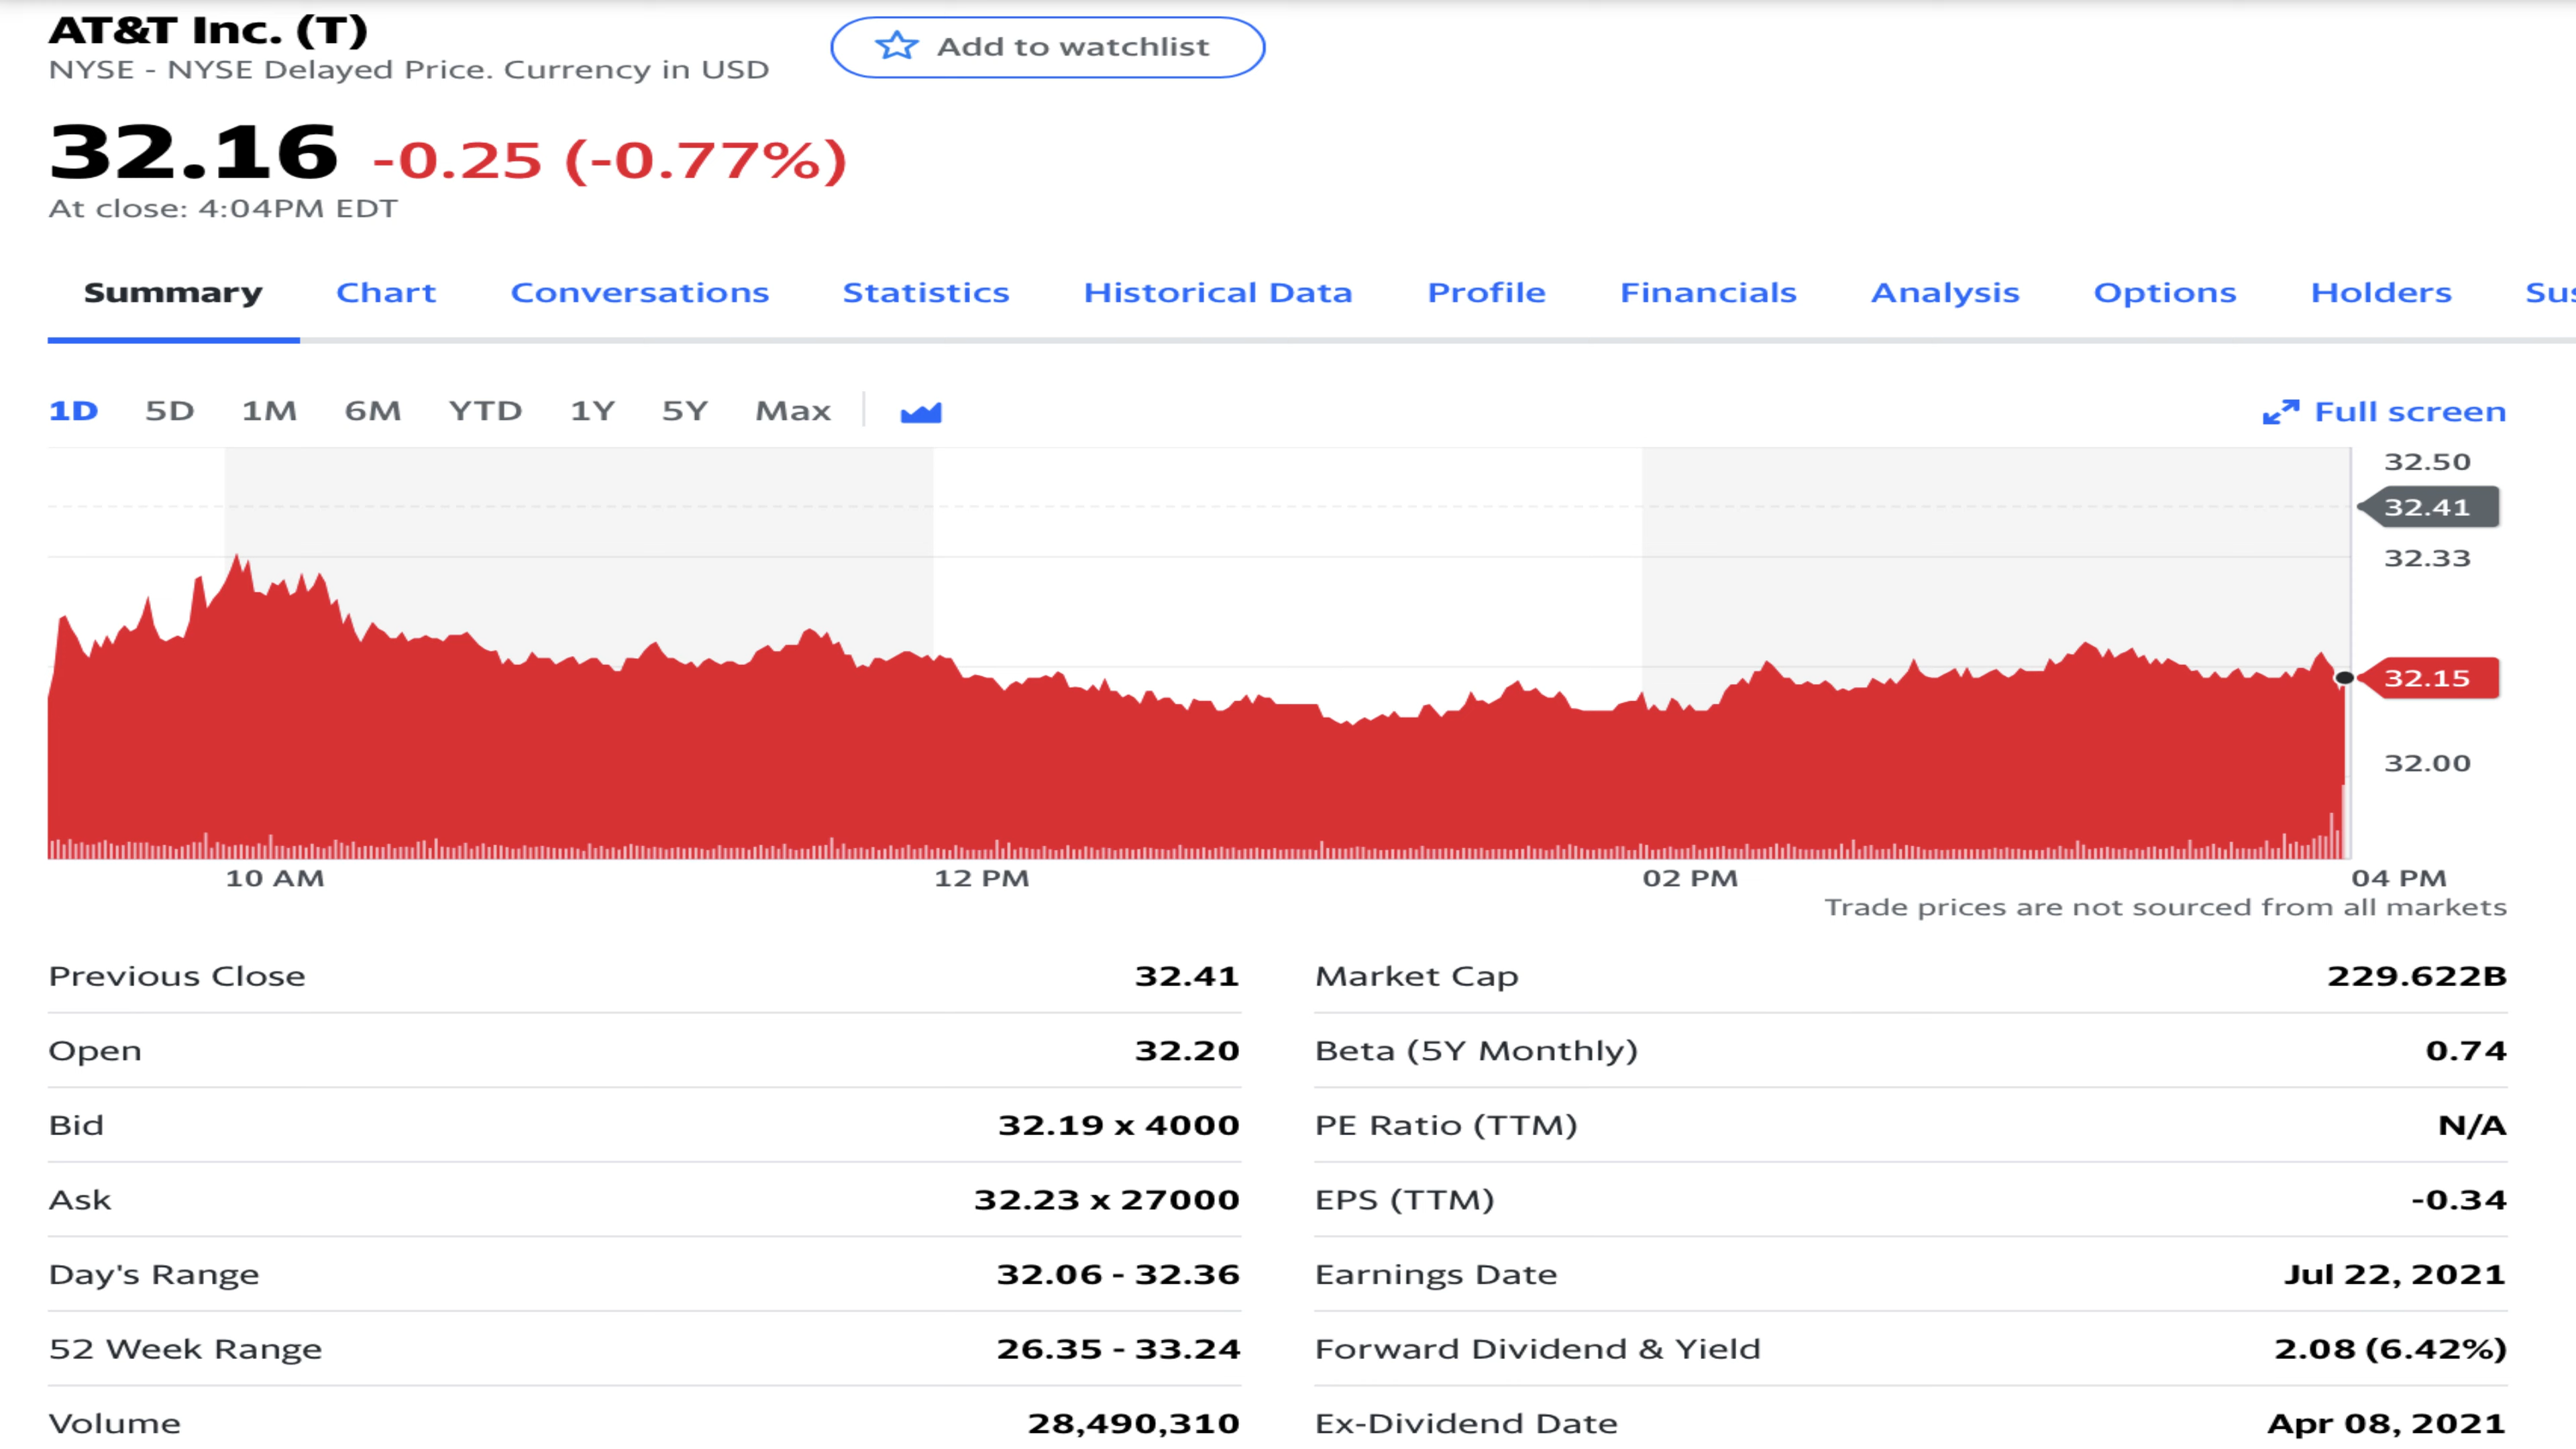 AT&T Inc. (T)
NYSE - NYSE Delayed Price. Currency in USD
Add to watchlist
32.16 -0.25 (-0.77%)
At close: 4:04PM EDT
Summary Chart Conversations Statistics Historical Data Profile Financials Analysis Options Holders Sus
1D 5D 1M 6M YTD 1Y 5Y Max Full screen
32.50
32.41
32.33
32.15
32.00
10 AM 12 PM 02 PM 04 PM
Trade prices are not sourced from all markets
Previous Close 32.41
Open 32.20
Bid 32.19 x 4000
Ask 32.23 x 27000
Day's Range 32.06 - 32.36
52 Week Range 26.35 - 33.24
Volume 28,490,310
Market Cap 229.622B
Beta (5Y Monthly) 0.74
PE Ratio (TTM) N/A
EPS (TTM) -0.34
Earnings Date Jul 22, 2021
Forward Dividend & Yield 2.08 (6.42%)
Ex-Dividend Date Apr 08, 2021